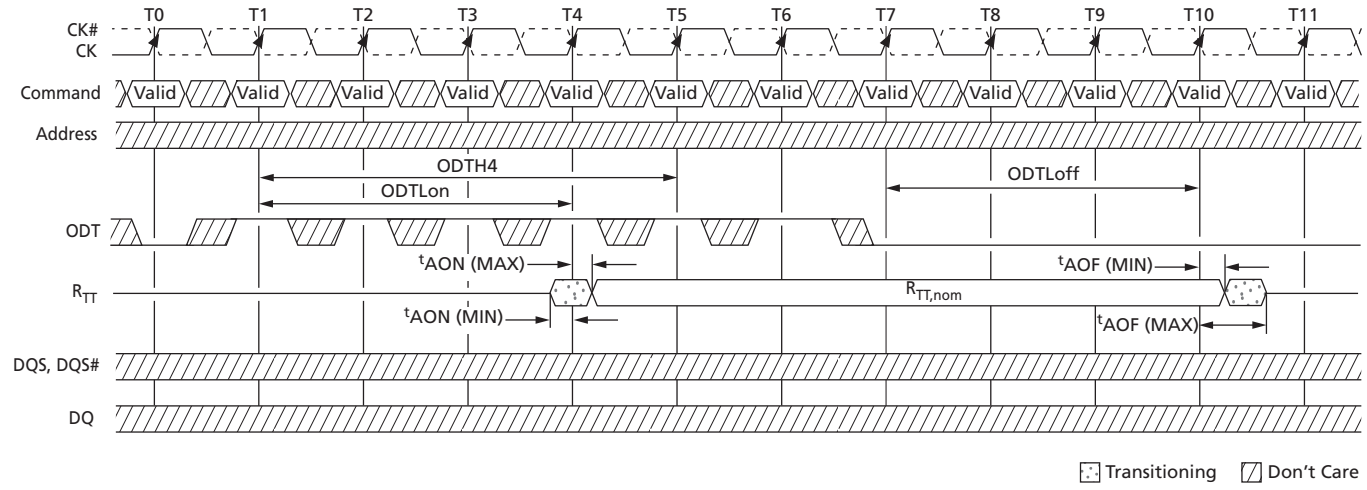 T0 T1 T2 T3 T4 T5 T6 T7 T8 T9 T10 T11
CK#
CK
Command Valid Valid Valid Valid Valid Valid Valid Valid Valid Valid Valid Valid
Address
ODTH4
ODTLon
ODTLoff
ODT
tAON (MAX)
tAOF (MIN)
RTT
RTT,nom
tAON (MIN)
tAOF (MAX)
DQS, DQS#
DQ
Transitioning Don't Care